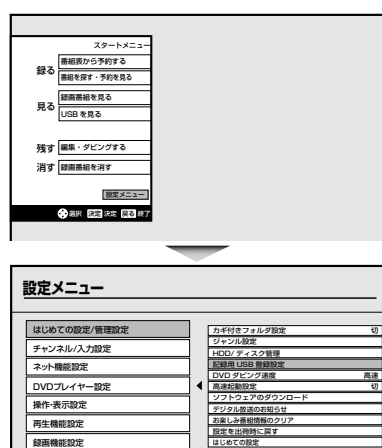 スタートメニュー
録る
番組表から予約する
番組を探す・予約を見る
見る
録画番組を見る
USB を見る
残す
編集・ダビングする
消す
録画番組を消す
設定メニュー
選択 決定 決定 戻る 終了
設定メニュー
はじめての設定/管理設定
チャンネル/入力設定
ネット機能設定
DVDプレイヤー設定
操作・表示設定
再生機能設定
録画機能設定
カギ付きフォルダ設定 切
ジャンル設定
HDD/ ディスク管理
記録用 USB 登録設定
DVD ダビング速度 高速
高速起動設定 切
ソフトウェアのダウンロード
デジタル放送のお知らせ
お楽しみ番組情報のクリア
設定を出荷時に戻す
はじめての設定